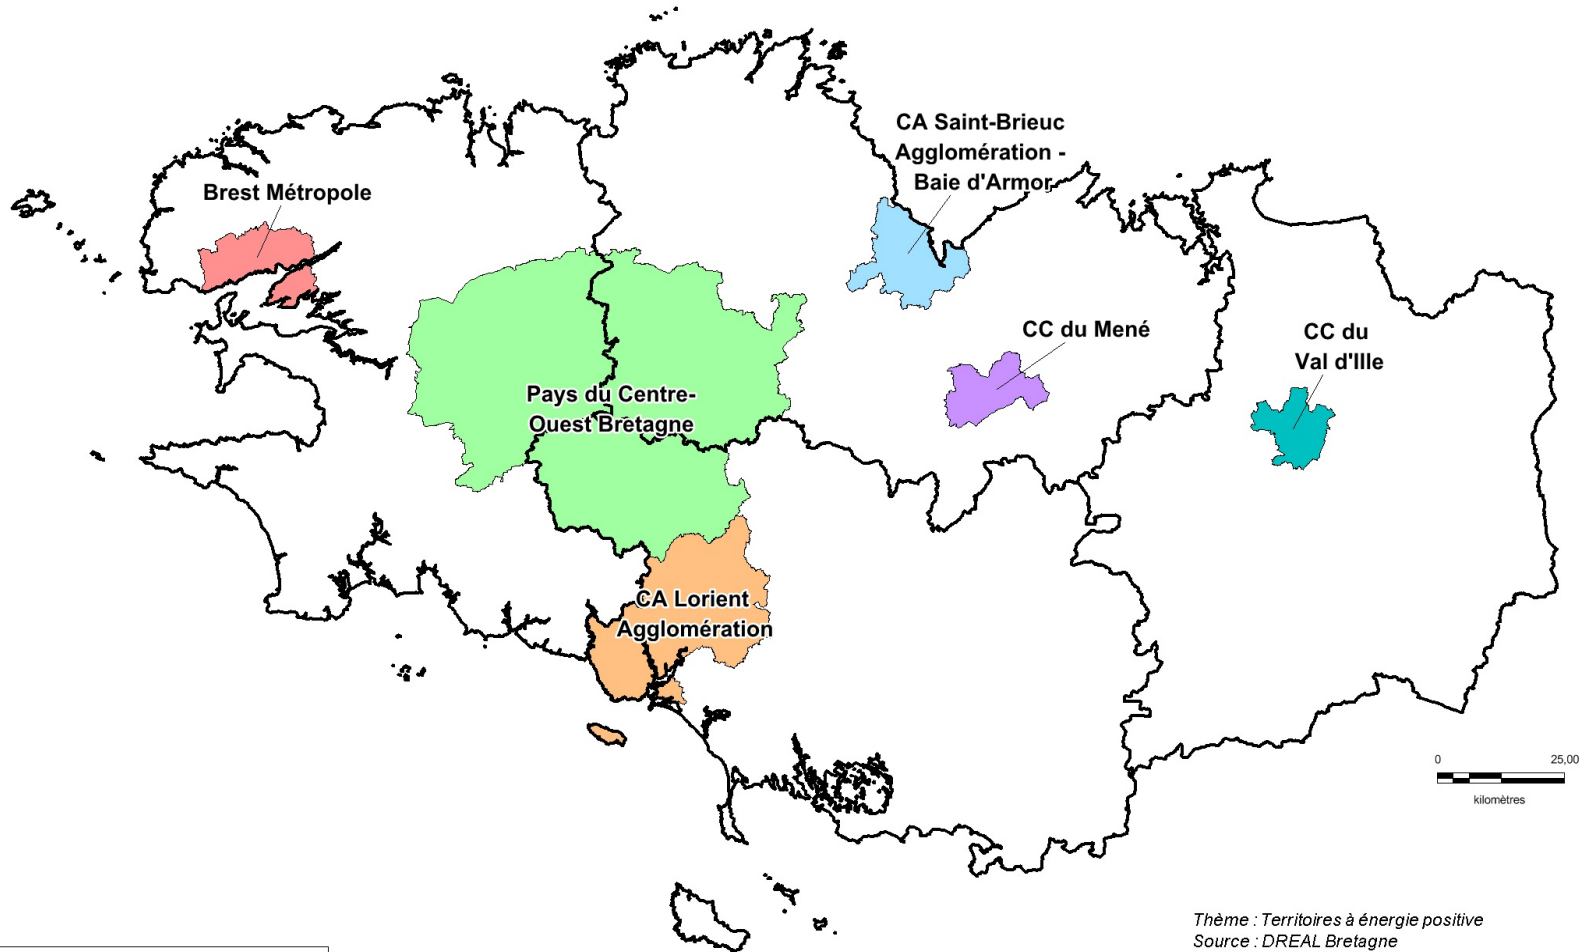 CA Saint-Brieuc
Agglomération -
Baie d'Armor
Brest Métropole
CC du Mené
CC du
Val d'Ille
Pays du Centre-
Ouest Bretagne
CA Lorient
Agglomération
0 25,00
kilomètres
Thème : Territoires à énergie positive
Source : DREAL Bretagne